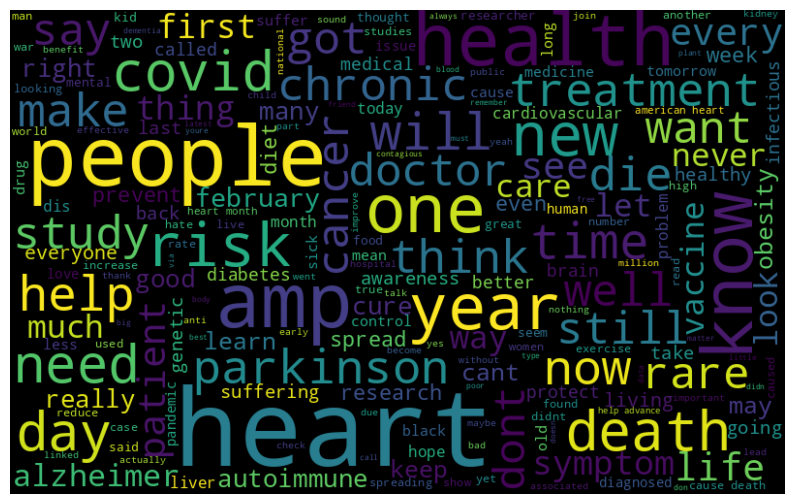 man
kid
suffer
sound
studies
researcher
always
join
another
kidney
war
benefit
dementia
say
first
got
health
every
two
called
thought
issue
national
long
looking
right
mental
covid
medical
cause
public
blood
plant
week
child
chronic
medicine
tomorrow
remember
treatment
make
thing
many
today
cardiovascular
american heart
infectious
world
effective
latest
youre
part
friend
must
yeah
new
want
last
will
diet
contagious
never
drug
people
cancer
doctor
see
die
healthy
prevent
february
one
care
let
high
dis
back
heart month
month
even
human
free
problem
obesity
study
hate
live
improve
great
number
rate
sick
risk
think
time
know
everyone
food
mean
million
read
increase
love
good
diabetes
awareness
better
brain
vaccine
look
via
thank
went
hospital
true
talk
nothing
help
amp
year
well
cure
body
big
less
used
anti
control
seem
much
patient
genetic
learn
spread
way
still
best
early
become
yes
women
type
exercise
take
matter
little
need
parkinson
cant
without
now
rare
caused
really
reduce
pandemic
suffering
research
poor
protect
living
found
important
data
didn
heart
dont
didnt
help advance
may
day
case
due
maybe
black
old
death
going
said
check
call
bad
hope
doesn
linked
actually
symptom
life
lead
alzheimer
liver
autoimmune
keep
spreading
show
yet
associated
diagnosed
don
cause death